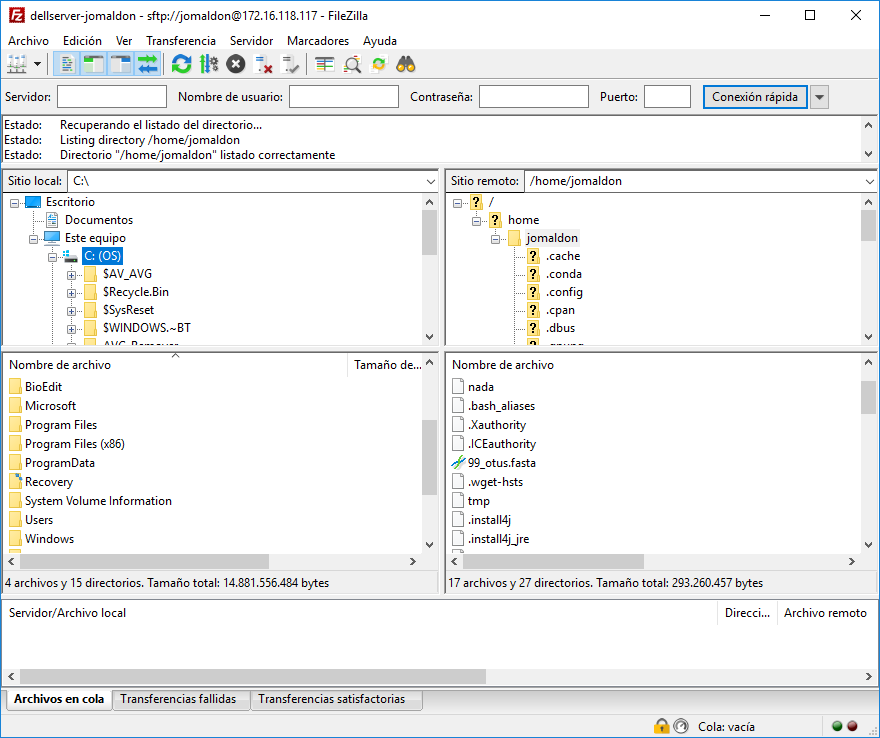 dellserver-jomaldon - sftp://jomaldon@172.16.118.117 - FileZilla
Archivo Edición Ver Transferencia Servidor Marcadores Ayuda
Servidor: Nombre de usuario: Contraseña: Puerto: Conexión rápida
Estado: Recuperando el listado del directorio...
Estado: Listing directory /home/jomaldon
Estado: Directorio "/home/jomaldon" listado correctamente
Sitio local: C:\
Escritorio
Documentos
Este equipo
C: (OS)
$AV_AVG
$Recycle.Bin
$SysReset
$WINDOWS.~BT
Sitio remoto: /home/jomaldon
/
home
jomaldon
.cache
.conda
.config
.cpan
.dbus
Nombre de archivo Tamaño de...
BioEdit
Microsoft
Program Files
Program Files (x86)
ProgramData
Recovery
System Volume Information
Users
Windows
4 archivos y 15 directorios. Tamaño total: 14.881.556.484 bytes
Nombre de archivo
nada
.bash_aliases
.Xauthority
.ICEauthority
99_otus.fasta
.wget-hsts
tmp
.install4j
.install4j_jre
17 archivos y 27 directorios. Tamaño total: 293.260.457 bytes
Servidor/Archivo local Direcci... Archivo remoto
Archivos en cola Transferencias fallidas Transferencias satisfactorias
Cola: vacía